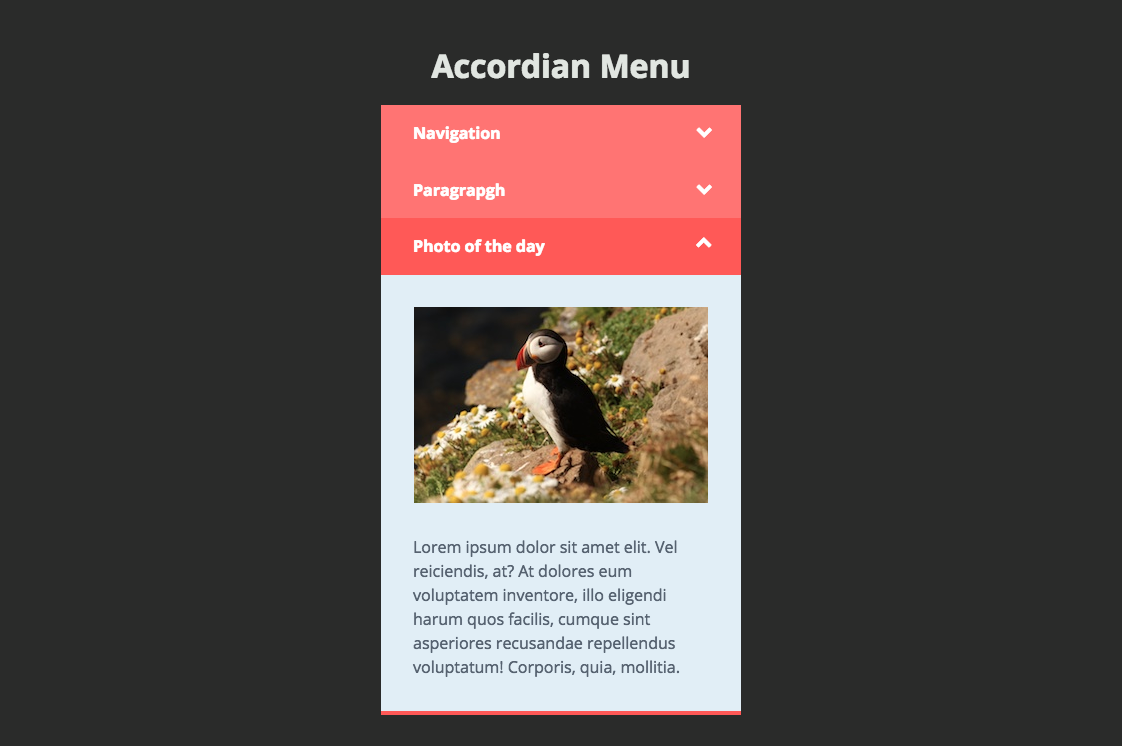 Accordian Menu
Navigation
Paragrapgh
Photo of the day
Lorem ipsum dolor sit amet elit. Vel
reiciendis, at? At dolores eum
voluptatem inventore, illo eligendi
harum quos facilis, cumque sint
asperiores recusandae repellendus
voluptatum! Corporis, quia, mollitia.